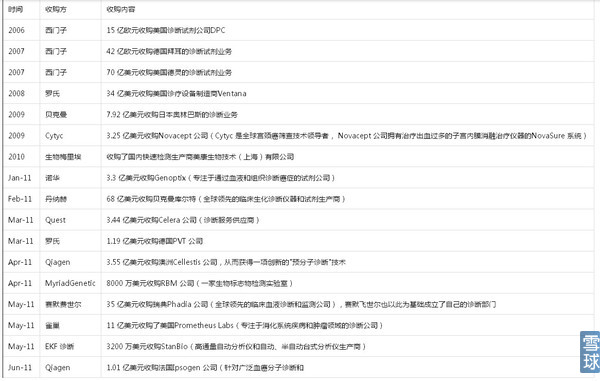 时间 收购方 收购内容
2006 西门子 15 亿欧元收购美国诊断试剂公司DPC
2007 西门子 42 亿欧元收购德国拜耳的诊断试剂业务
2007 西门子 70 亿美元收购美国德灵的诊断试剂业务
2008 罗氏 34 亿美元收购美国诊疗设备制造商Ventana
2009 贝克曼 7.92 亿美元收购日本奥林巴斯的诊断业务
2009 Cytyc 3.25 亿美元收购Novacept 公司（Cytyc 是全球宫颈癌筛查技术领导者， Novacept 公司拥有治疗出血过多的子宫内膜消融治疗仪器的NovaSure 系统）
2010 生物梅里埃 收购了国内快速检测生产商美康生物技术（上海）有限公司
Jan-11 诺华 3.3 亿美元收购Genoptix（专注于通过血液和组织诊断癌症的试剂公司）
Feb-11 丹纳赫 68 亿美元收购贝克曼库尔特（全球领先的临床生化诊断仪器和试剂生产商）
Mar-11 Quest 3.44 亿美元收购Celera 公司（诊断服务供应商）
Mar-11 罗氏 1.19 亿美元收购德国PVT 公司
Apr-11 Qiagen 3.55 亿美元收购澳洲Cellestis 公司，从而获得一项创新的"预分子诊断"技术
Apr-11 MyriadGenetic 8000 万美元收购RBM 公司（一家生物标志物检测实验室）
May-11 赛默赛世尔 35 亿美元收购瑞典Phadia 公司（全球领先的临床血液诊断和监测公司），赛默飞世尔也以此为基础成立了自己的诊断部门
May-11 雀巢 11 亿美元收购了美国Prometheus Labs（专注于消化系统疾病和肿瘤领域的诊断公司）
May-11 EKF 诊断 3200 万美元收购StanBio（高通量自动分析仪和自动、半自动台式分析仪生产商）
Jun-11 Qiagen 1.01 亿美元收购法国Ipsogen 公司（针对广泛血癌分子诊断和
雪球